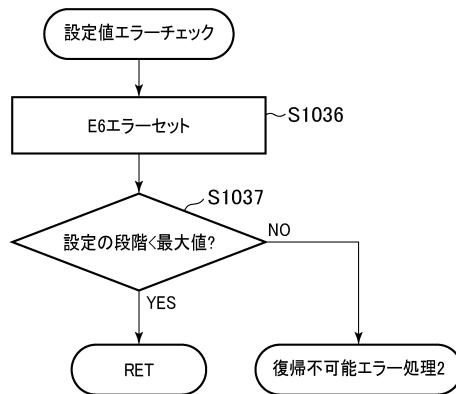 設定値エラーチェック
E6エラーセット
S1036
S1037
設定の段階<最大値?
NO
YES
RET
復帰不可能エラー処理2